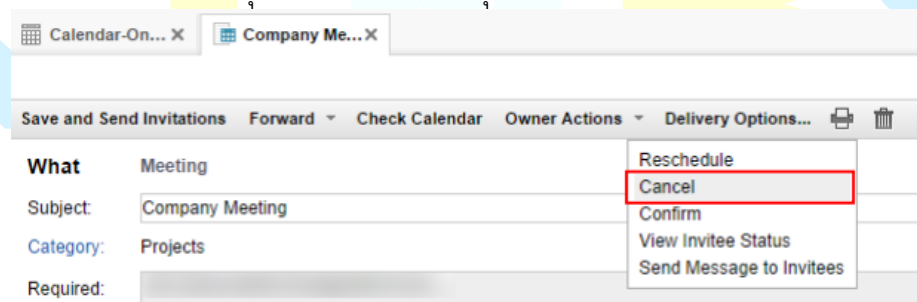 Calendar-On... Company Me...
Save and Send Invitations Forward Check Calendar Owner Actions Delivery Options...
What Meeting
Reschedule
Cancel
Subject: Company Meeting
Confirm
Category: Projects
View Invitee Status
Send Message to Invitees
Required: